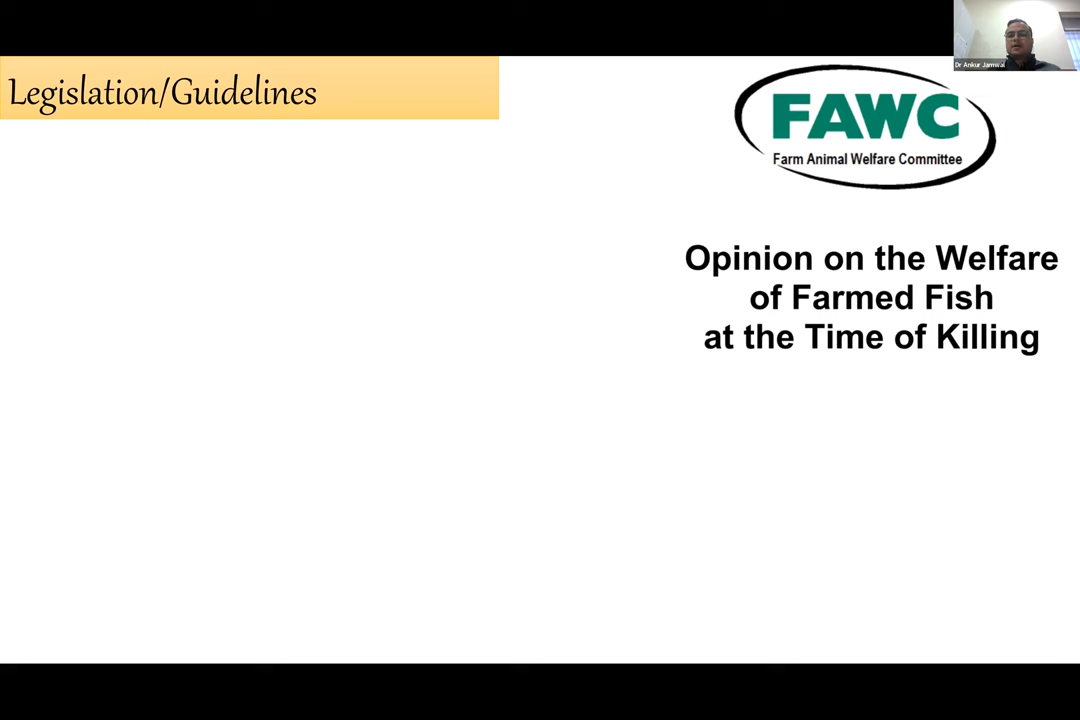 Dr Ankur Jamwal
Legislation/Guidelines
FAWC
Farm Animal Welfare Committee
Opinion on the Welfare
of Farmed Fish
at the Time of Killing